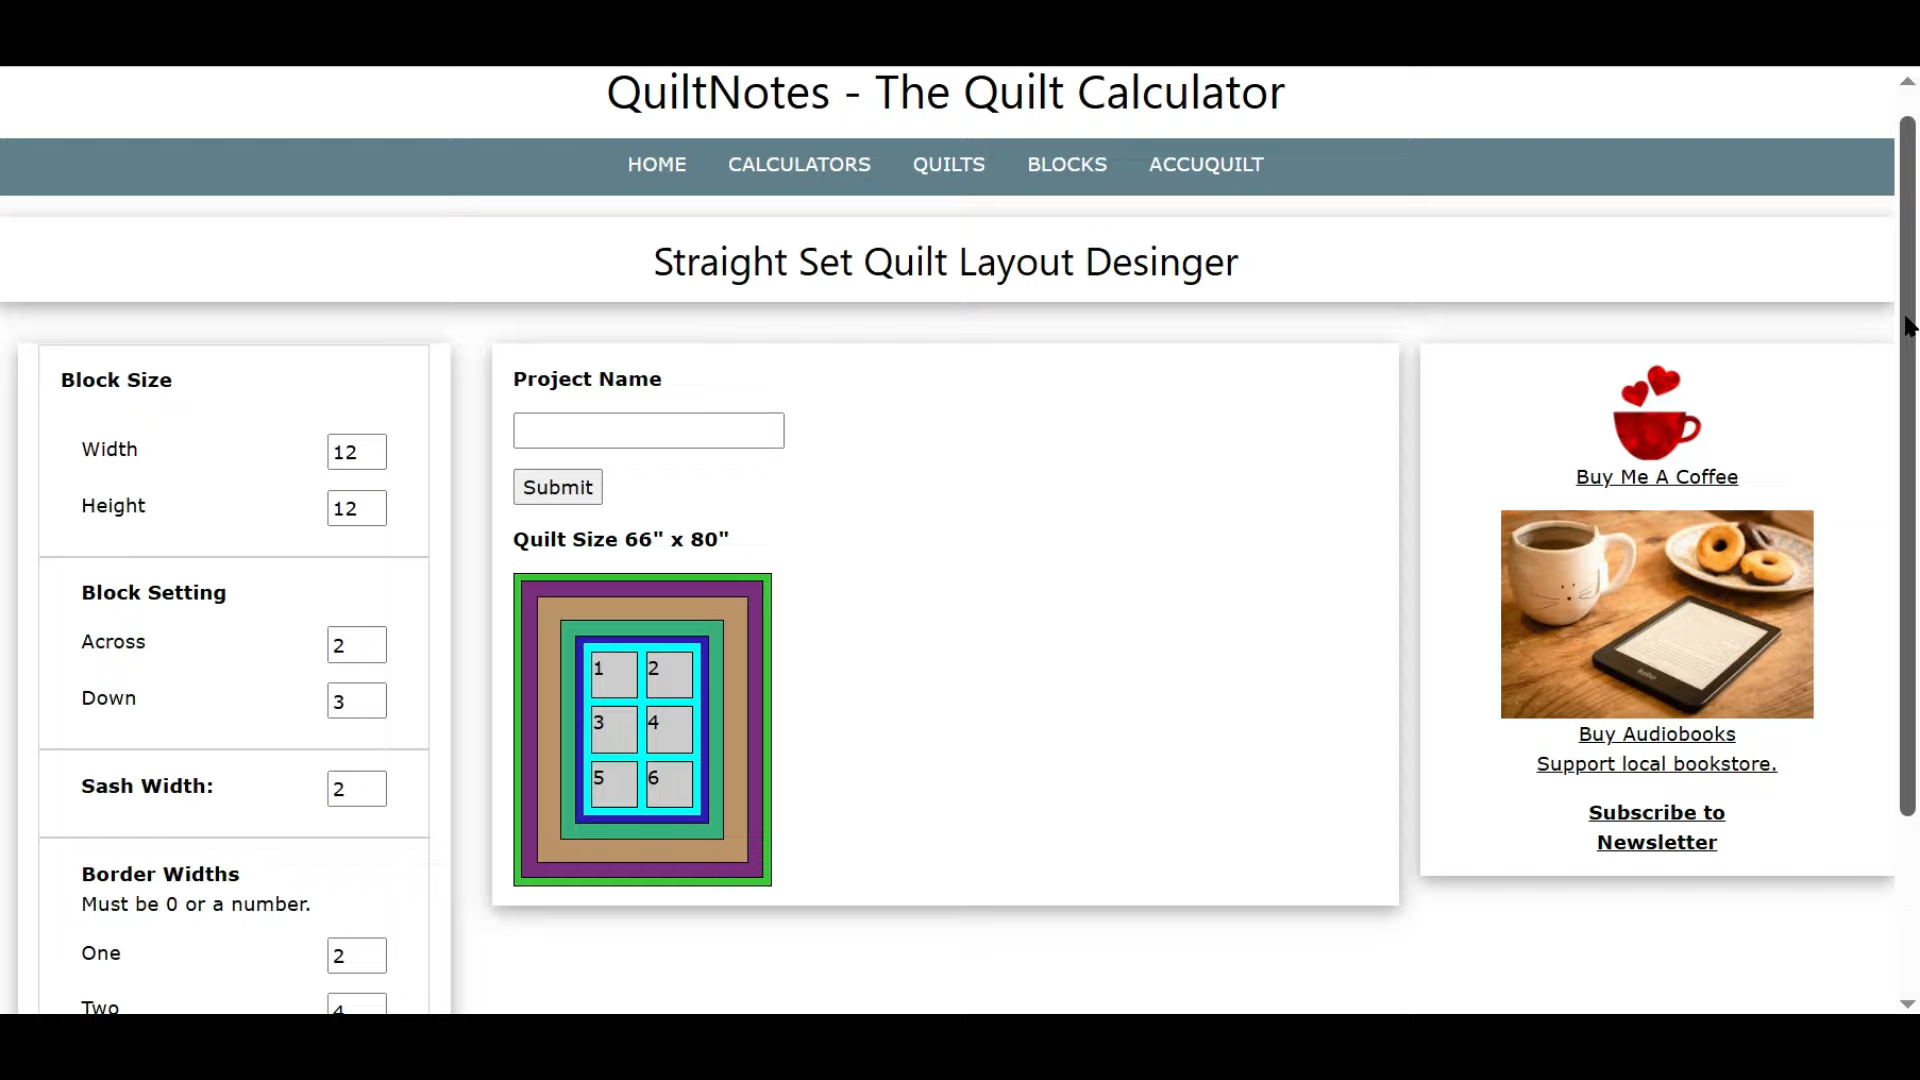 QuiltNotes - The Quilt Calculator
HOME CALCULATORS QUILTS BLOCKS ACCUQUILT
Straight Set Quilt Layout Desinger
Block Size
Width 12
Height 12
Block Setting
Across 2
Down 3
Sash Width: 2
Border Widths
Must be 0 or a number.
One 2
Two 4
Project Name
Submit
Quilt Size 66" x 80"
1 2
3 4
5 6
Buy Me A Coffee
kobo
Buy Audiobooks
Support local bookstore.
Subscribe to
Newsletter